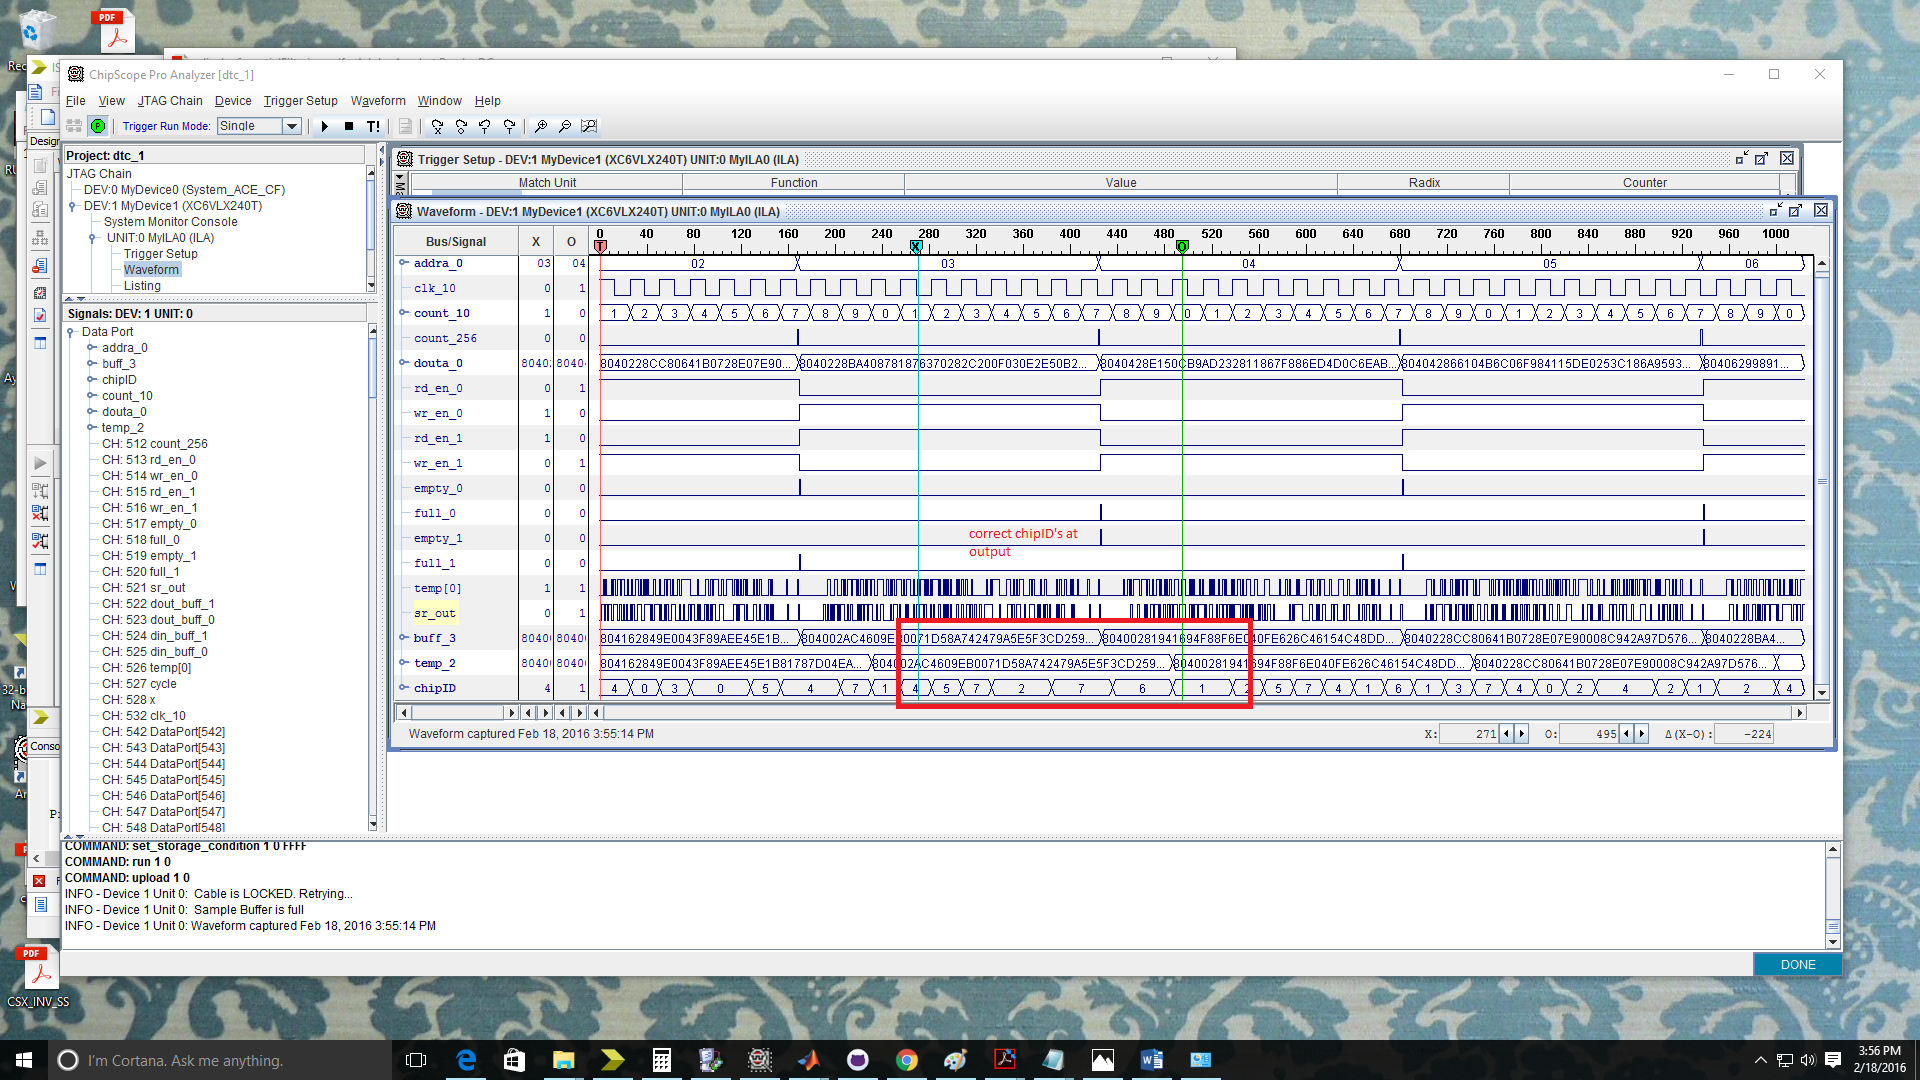 ChipScope Pro Analyzer [dtc_1]
File View JTAG Chain Device Trigger Setup Waveform Window Help
Trigger Run Mode: Single T!
Design
Project: dtc_1
JTAG Chain
DEV:0 MyDevice0 (System_ACE_CF)
DEV:1 MyDevice1 (XC6VLX240T)
System Monitor Console
UNIT:0 MyILA0 (ILA)
Trigger Setup
Waveform
Listing
Signals: DEV: 1 UNIT: 0
Data Port
addra_0
buff_3
chipID
count_10
douta_0
temp_2
CH: 512 count_256
CH: 513 rd_en_0
CH: 514 wr_en_0
CH: 515 rd_en_1
CH: 516 wr_en_1
CH: 517 empty_0
CH: 518 full_0
CH: 519 empty_1
CH: 520 full_1
CH: 521 sr_out
CH: 522 dout_buff_1
CH: 523 dout_buff_0
CH: 524 din_buff_1
CH: 525 din_buff_0
CH: 526 temp[0]
CH: 527 cycle
CH: 528 x
CH: 532 clk_10
CH: 542 DataPort[542]
CH: 543 DataPort[543]
CH: 544 DataPort[544]
CH: 545 DataPort[545]
CH: 546 DataPort[546]
CH: 547 DataPort[547]
CH: 548 DataPort[548]
Trigger Setup - DEV:1 MyDevice1 (XC6VLX240T) UNIT:0 MyILA0 (ILA)
Match Unit Function Value Radix Counter
Waveform - DEV:1 MyDevice1 (XC6VLX240T) UNIT:0 MyILA0 (ILA)
Bus/Signal X O 0 40 80 120 160 200 240 280 320 360 400 440 480 520 560 600 640 680 720 760 800 840 880 920 960 1000
T X O
addra_0 03 04 02 03 04 05 06
clk_10 0 1
count_10 1 0 1 2 3 4 5 6 7 8 9 0 1 2 3 4 5 6 7 8 9 0 1 2 3 4 5 6 7 8 9 0 1 2 3 4 5 6 7 8 9 0
count_256 0 0
douta_0 8040: 8040 8040228CC80641B0728E07E90... 8040228BA408781876370282C200F030E2E50B2... 8040428E150CB9AD232811867F886ED4D0C6EAB... 804042866104B6C06F984115DE0253C186A9593... 80406299891...
rd_en_0 0 1
wr_en_0 1 0
rd_en_1 1 0
wr_en_1 0 1
empty_0 0 0
full_0 0 0
empty_1 0 0
full_1 0 0
correct chipID's at
output
temp[0] 1 1
sr_out 0 1
buff_3 8040 8040 804162849E0043F89AEE45E1B... 804002AC4609E 0071D58A742479A5E5F3CD259... 80400281941694F88F6E 40FE626C46154C48DD... 8040228CC80641B0728E07E90008C942A97D576... 8040228BA4...
temp_2 8040 8040 804162849E0043F89AEE45E1B81787D04EA... 804002AC4609EB0071D58A742479A5E5F3CD259... 80400281941694F88F6E040FE626C46154C48DD... 8040228CC80641B0728E07E90008C942A97D576...
chipID 4 1 4 0 3 0 5 4 7 1 4 5 7 2 7 6 1 2 5 7 4 1 6 1 3 7 4 0 2 4 2 1 2 4
Waveform captured Feb 18, 2016 3:55:14 PM X: 271 O: 495 Δ(X-O): -224
COMMAND: set_storage_condition 1 0 FFFF
COMMAND: run 1 0
COMMAND: upload 1 0
INFO - Device 1 Unit 0: Cable is LOCKED. Retrying...
INFO - Device 1 Unit 0: Sample Buffer is full
INFO - Device 1 Unit 0: Waveform captured Feb 18, 2016 3:55:14 PM
DONE
PDF
PDF
Conso
CSX_INV_SS
I'm Cortana. Ask me anything.
3:56 PM
2/18/2016